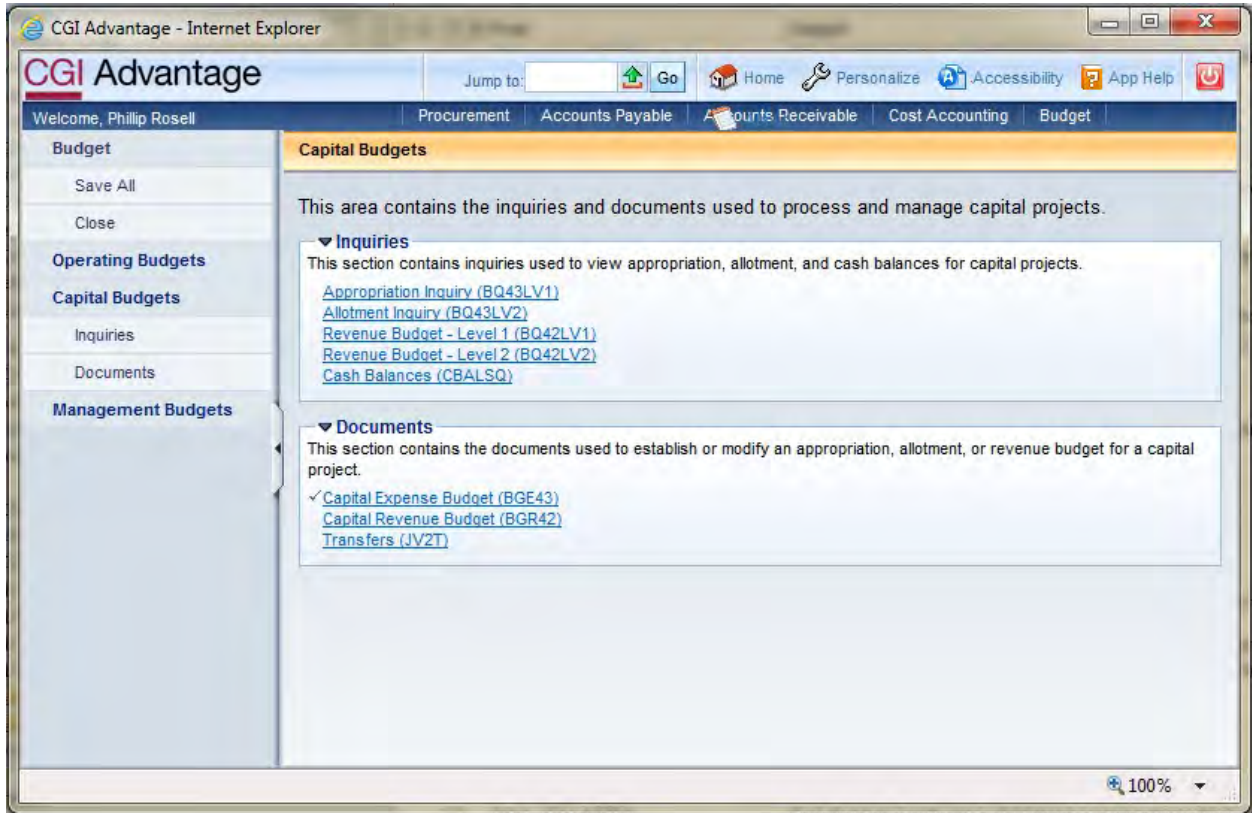 CGI Advantage - Internet Explorer
CGI Advantage
Jump to: Go Home Personalize Accessibility App Help
Welcome, Phillip Rosell Procurement Accounts Payable Accounts Receivable Cost Accounting Budget
Budget
Save All
Close
Operating Budgets
Capital Budgets
Inquiries
Documents
Management Budgets
Capital Budgets
This area contains the inquiries and documents used to process and manage capital projects.
Inquiries
This section contains inquiries used to view appropriation, allotment, and cash balances for capital projects.
Appropriation Inquiry (BQ43LV1)
Allotment Inquiry (BQ43LV2)
Revenue Budget - Level 1 (BQ42LV1)
Revenue Budget - Level 2 (BQ42LV2)
Cash Balances (CBALSQ)
Documents
This section contains the documents used to establish or modify an appropriation, allotment, or revenue budget for a capital
project.
Capital Expense Budget (BGE43)
Capital Revenue Budget (BGR42)
Transfers (JV2T)
100%